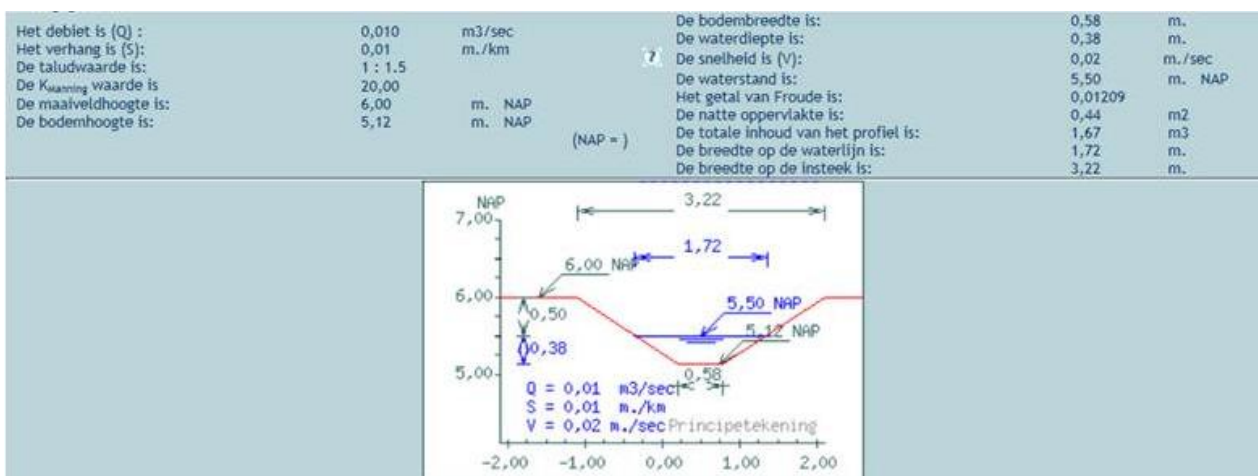 Het debiet is (Q) : 0,010 m3/sec
Het verhang is (S): 0,01 m./km
De taludwaarde is: 1 : 1.5
De KManning waarde is 20,00
De maaiveldhoogte is: 6,00 m. NAP
De bodemhoogte is: 5,12 m. NAP
(NAP = )
De bodembreedte is: 0,58 m.
De waterdiepte is: 0,38 m.
? De snelheid is (V): 0,02 m./sec
De waterstand is: 5,50 m. NAP
Het getal van Froude is: 0,01209
De natte oppervlakte is: 0,44 m2
De totale inhoud van het profiel is: 1,67 m3
De breedte op de waterlijn is: 1,72 m.
De breedte op de insteek is: 3,22 m.
NAP
7,00
3,22
1,72
6,00 NAP
6,00
0,50
5,50 NAP
5,12 NAP
0,38
5,00
0,58
Q = 0,01 m3/sec
S = 0,01 m./km
V = 0,02 m./sec Principetekening
-2,00 -1,00 0,00 1,00 2,00